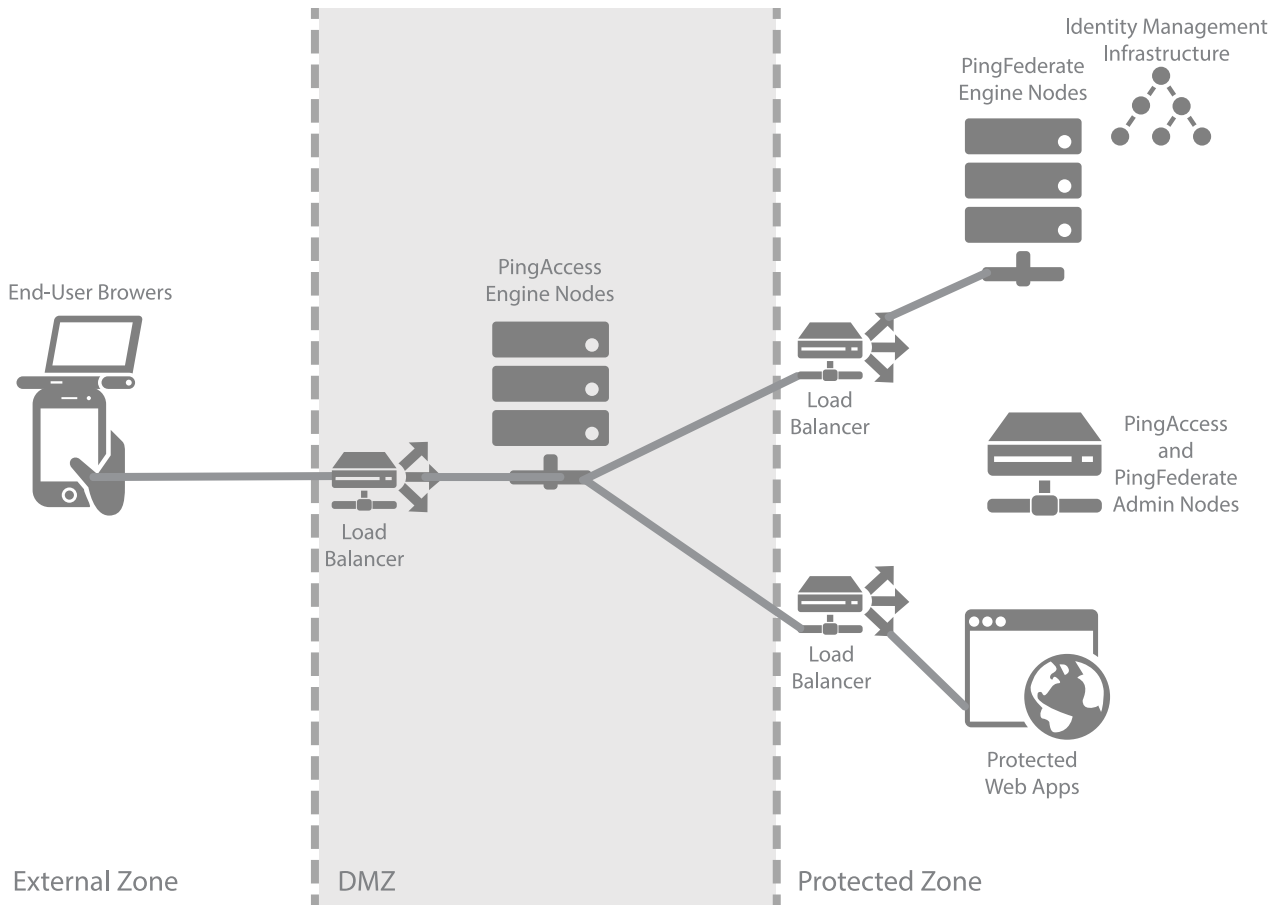 Identity Management
Infrastructure
PingFederate
Engine Nodes
PingAccess
Engine Nodes
End-User Browers
Load
Balancer
PingAccess
and
PingFederate
Admin Nodes
Load
Balancer
Load
Balancer
Protected
Web Apps
External Zone
DMZ
Protected Zone